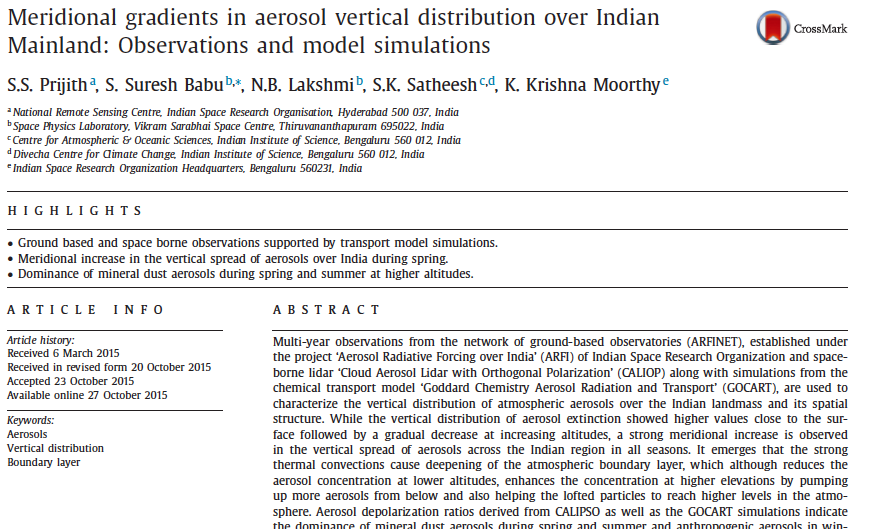 Meridional gradients in aerosol vertical distribution over Indian
Mainland: Observations and model simulations
CrossMark
S.S. Prijith a, S. Suresh Babu b,*, N.B. Lakshmi b, S.K. Satheesh c,d, K. Krishna Moorthy e
a National Remote Sensing Centre, Indian Space Research Organisation, Hyderabad 500 037, India
b Space Physics Laboratory, Vikram Sarabhai Space Centre, Thiruvananthapuram 695022, India
c Centre for Atmospheric & Oceanic Sciences, Indian Institute of Science, Bengaluru 560 012, India
d Divecha Centre for Climate Change, Indian Institute of Science, Bengaluru 560 012, India
e Indian Space Research Organization Headquarters, Bengaluru 560231, India
HIGHLIGHTS
• Ground based and space borne observations supported by transport model simulations.
• Meridional increase in the vertical spread of aerosols over India during spring.
• Dominance of mineral dust aerosols during spring and summer at higher altitudes.
ARTICLE INFO
Article history:
Received 6 March 2015
Received in revised form 20 October 2015
Accepted 23 October 2015
Available online 27 October 2015
Keywords:
Aerosols
Vertical distribution
Boundary layer
ABSTRACT
Multi-year observations from the network of ground-based observatories (ARFINET), established under
the project ‘Aerosol Radiative Forcing over India’ (ARFI) of Indian Space Research Organization and space-
borne lidar ‘Cloud Aerosol Lidar with Orthogonal Polarization’ (CALIOP) along with simulations from the
chemical transport model ‘Goddard Chemistry Aerosol Radiation and Transport’ (GOCART), are used to
characterize the vertical distribution of atmospheric aerosols over the Indian landmass and its spatial
structure. While the vertical distribution of aerosol extinction showed higher values close to the sur-
face followed by a gradual decrease at increasing altitudes, a strong meridional increase is observed
in the vertical spread of aerosols across the Indian region in all seasons. It emerges that the strong
thermal convections cause deepening of the atmospheric boundary layer, which although reduces the
aerosol concentration at lower altitudes, enhances the concentration at higher elevations by pumping
up more aerosols from below and also helping the lofted particles to reach higher levels in the atmo-
sphere. Aerosol depolarization ratios derived from CALIPSO as well as the GOCART simulations indicate
the dominance of mineral dust aerosols during spring and summer and anthropogenic aerosols in win-